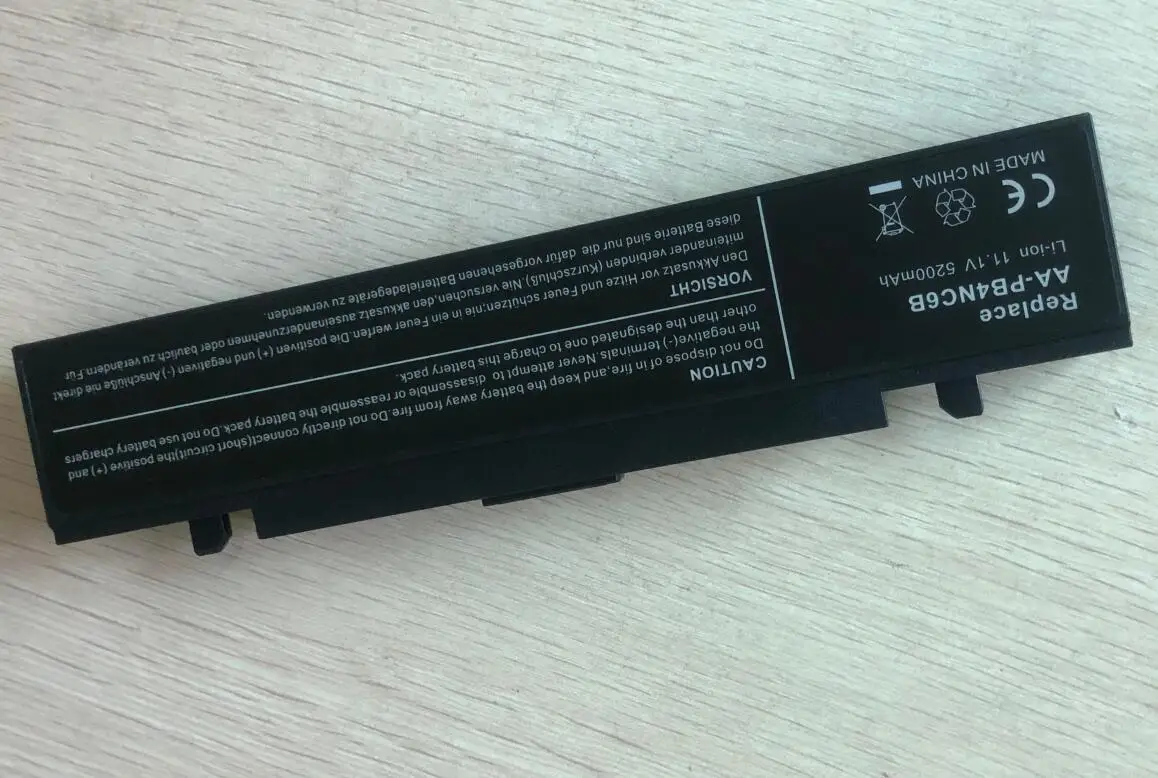 Replace
AA-PB4NC6B
Li-ion 11.1V 5200mAh
CE
MADE IN CHINA
CAUTION
Do not dispose of in fire,and keep the battery away from fire.Do not directly connect(short circuit)the positive (+) and
the negative(-) terminals.Never attempt to disassemble or reassemble the battery pack.Do not use battery chargers
other than the designated one to charge this battery pack.
VORSICHT
Den Akkusatz vor Hitze und Feuer schützen;nie in nie in ein Feuer werfen. Die positiven (+) und negativen (-) Anschlüße nie direkt
miteinander verbinden (Kurzschluß) Nie versuchen,den akkusatz auseinanderzunehmen oder baulich zu verändern.Für
diese Batterie sind nur die dafür vorgesehenen Batterieladegeräte zu verwenden.